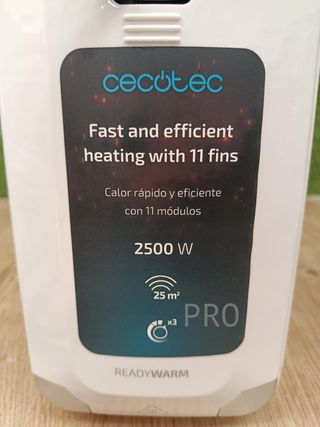 cecotec
Fast and efficient
heating with 11 fins
Calor rápido y eficiente
con 11 módulos
2500 W
25 m²
x3
PRO
READYWARM